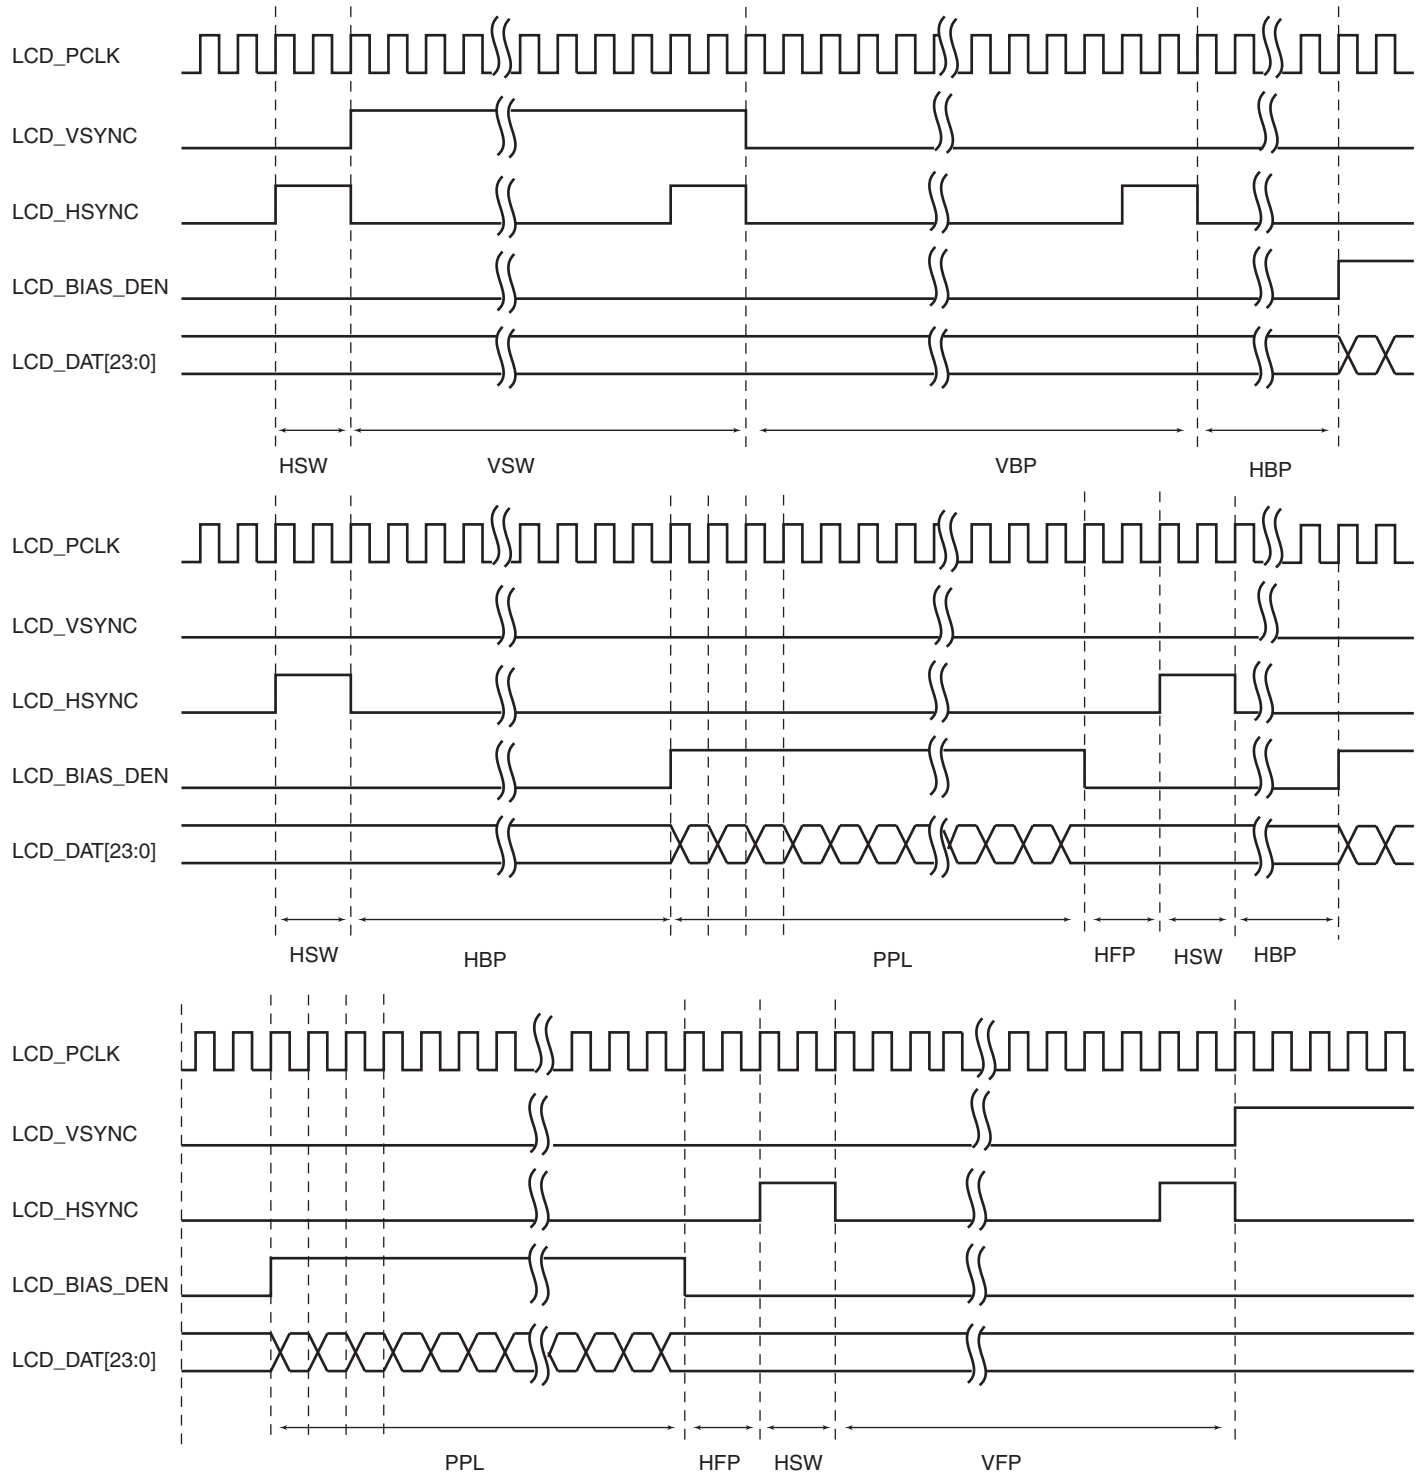 LCD_PCLK
LCD_VSYNC
LCD_HSYNC
LCD_BIAS_DEN
LCD_DAT[23:0]
HSW VSW VBP HBP
LCD_PCLK
LCD_VSYNC
LCD_HSYNC
LCD_BIAS_DEN
LCD_DAT[23:0]
HSW HBP PPL HFP HSW HBP
LCD_PCLK
LCD_VSYNC
LCD_HSYNC
LCD_BIAS_DEN
LCD_DAT[23:0]
PPL HFP HSW VFP